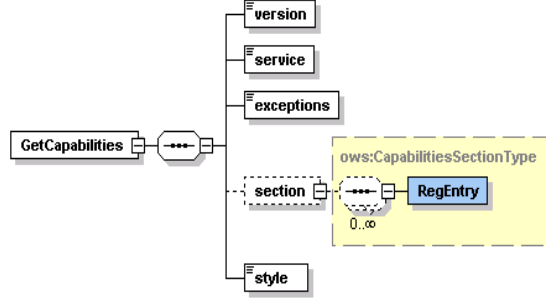 version
service
exceptions
GetCapabilities
ows:CapabilitiesSectionType
section
RegEntry
0..∞
style